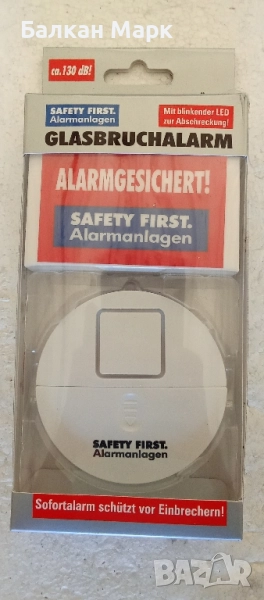 Балкан Марк
ca.130 dB!
SAFETY FIRST.
Alarmanlagen
Mit blinkender LED
zur Abschreckung!
GLASBRUCHALARM
ALARMGESICHERT!
SAFETY FIRST.
Alarmanlagen
SAFETY FIRST.
Alarmanlagen
Sofortalarm schützt vor Einbrechern!
BAZAR